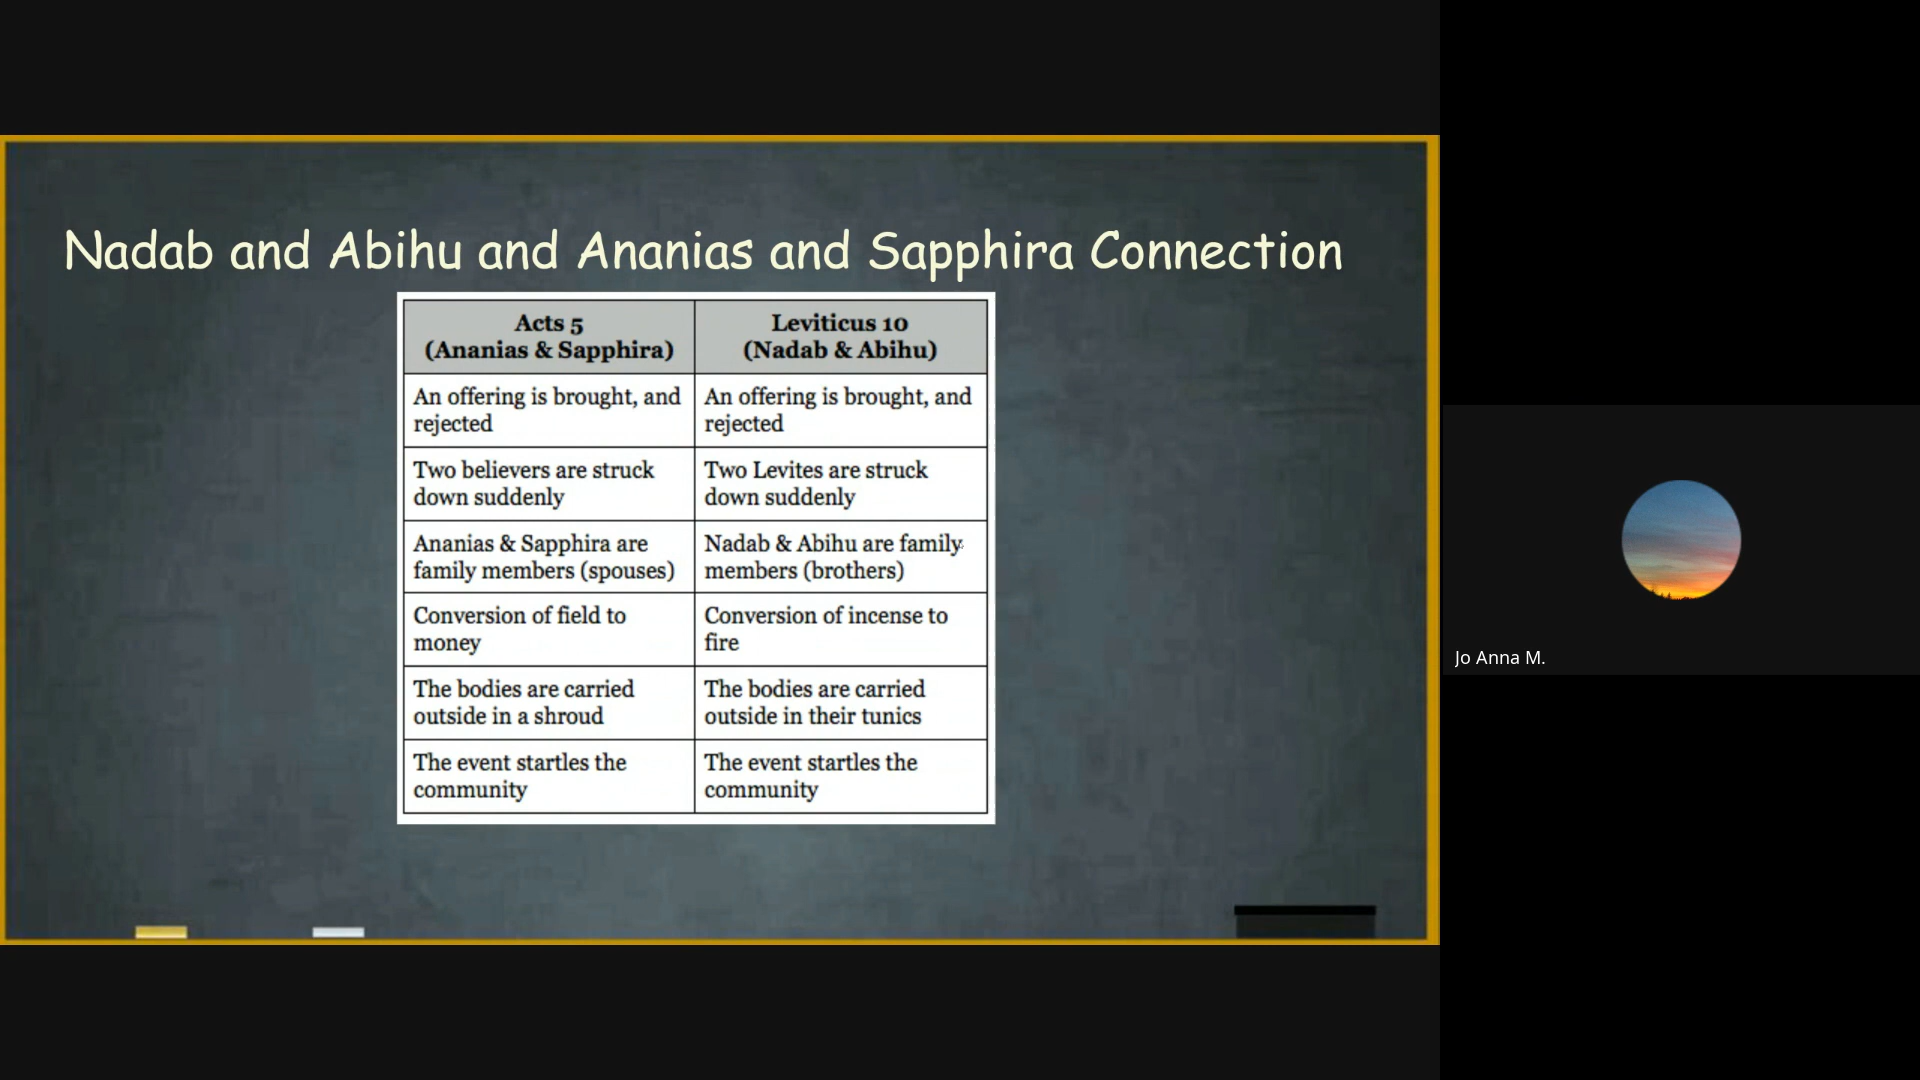 Nadab and Abihu and Ananias and Sapphira Connection
Acts 5
(Ananias & Sapphira)
Leviticus 10
(Nadab & Abihu)
An offering is brought, and
rejected
An offering is brought, and
rejected
Two believers are struck
down suddenly
Two Levites are struck
down suddenly
Ananias & Sapphira are
family members (spouses)
Nadab & Abihu are family
members (brothers)
Conversion of field to
money
Conversion of incense to
fire
The bodies are carried
outside in a shroud
The bodies are carried
outside in their tunics
The event startles the
community
The event startles the
community
Jo Anna M.